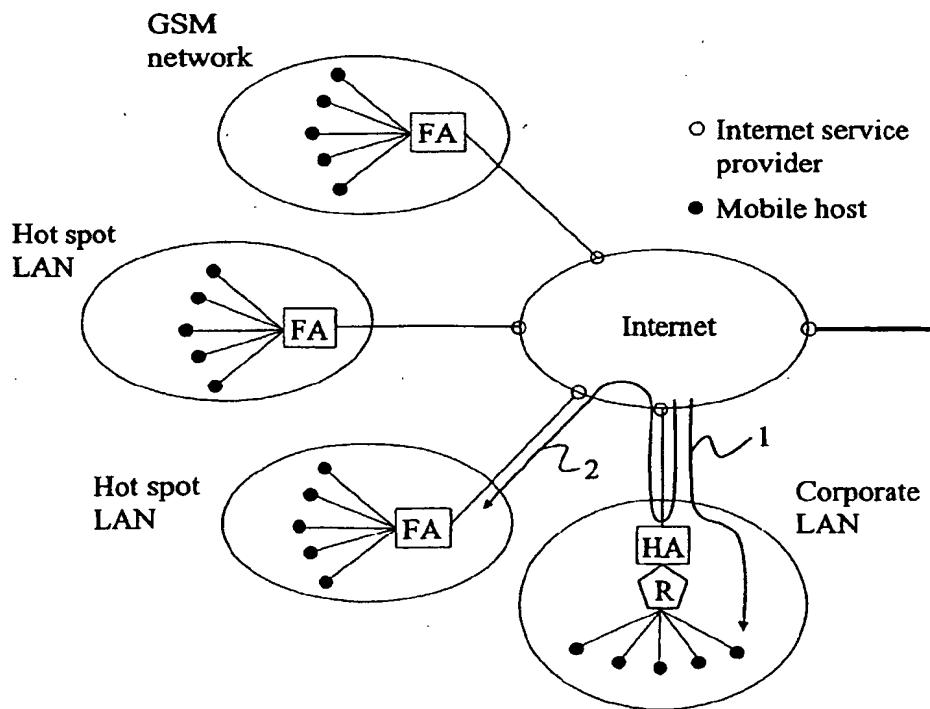 GSM
network
FA
Internet service
provider
Mobile host
Hot spot
LAN
FA
Internet
1
2
Hot spot
LAN
FA
Corporate
LAN
HA
R